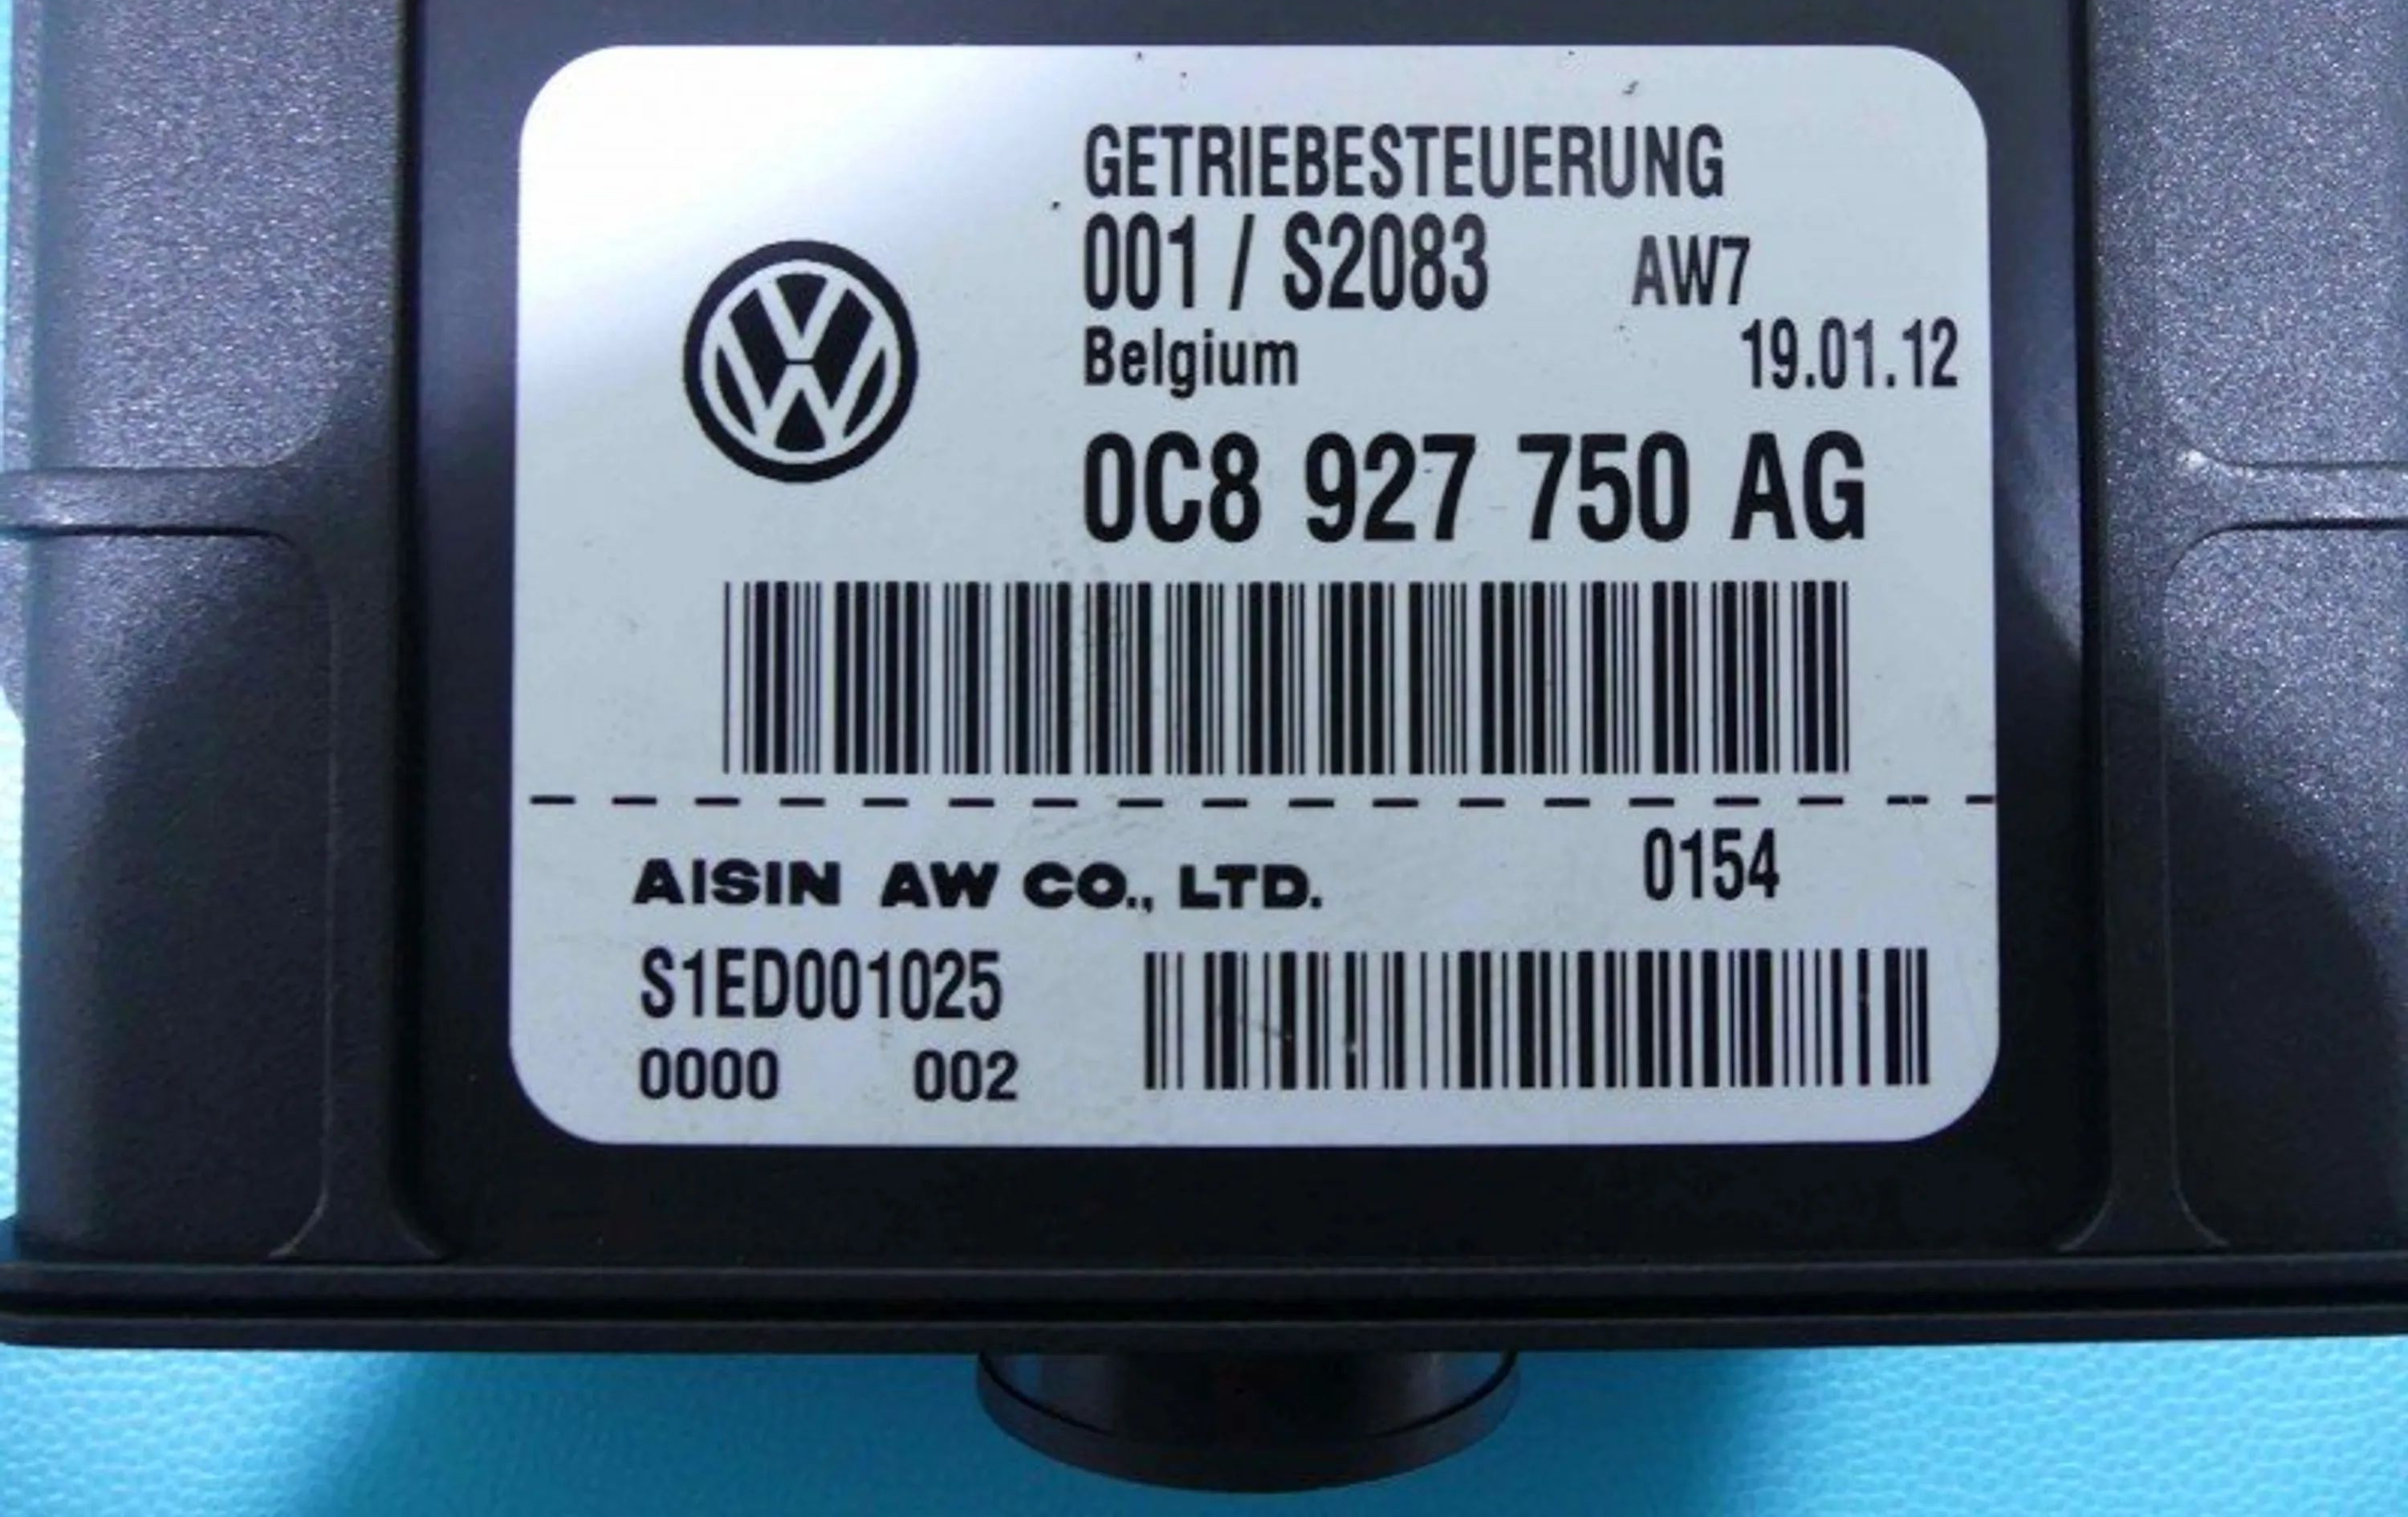 GETRIEBESTEUERUNG
001 / S2083 AW7
Belgium 19.01.12
0C8 927 750 AG
AISIN AW CO., LTD. 0154
S1ED001025
0000 002